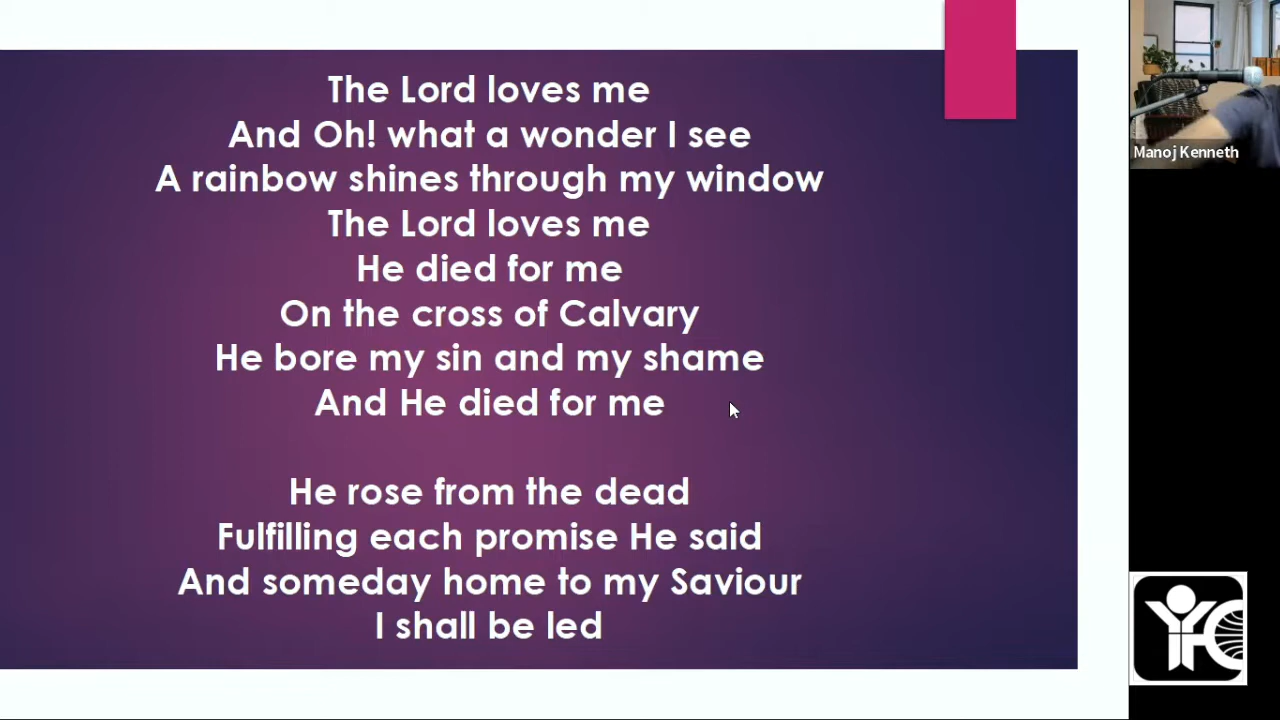 The Lord loves me
And Oh! what a wonder I see
A rainbow shines through my window
The Lord loves me
He died for me
On the cross of Calvary
He bore my sin and my shame
And He died for me
He rose from the dead
Fulfilling each promise He said
And someday home to my Saviour
I shall be led
Manoj Kenneth
YFC